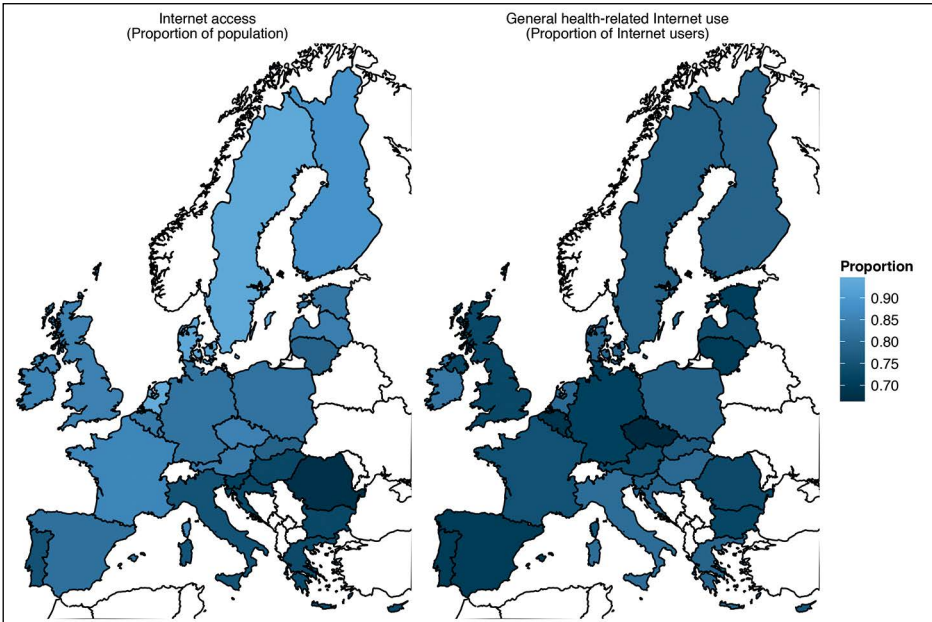 Internet access
(Proportion of population)
General health-related Internet use
(Proportion of Internet users)
Proportion
0.90
0.85
0.80
0.75
0.70